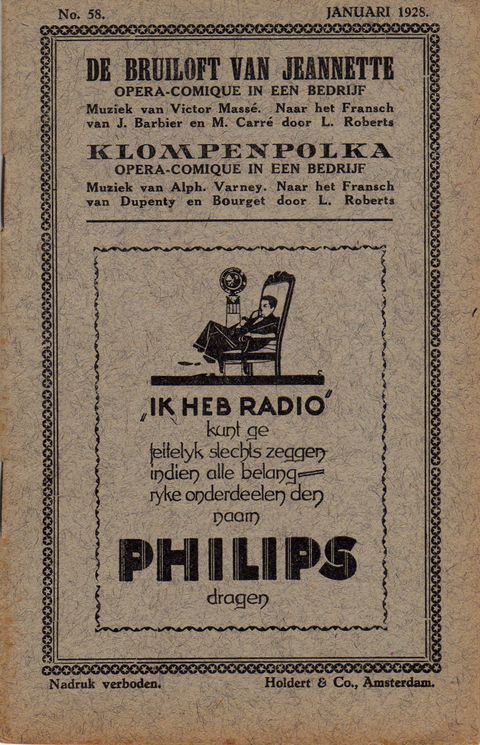 No. 58. JANUARI 1928.
DE BRUILOFT VAN JEANNETTE
OPERA-COMIQUE IN EEN BEDRIJF
Muziek van Victor Massé. Naar het Fransch
van J. Barbier en M. Carré door L. Roberts
KLOMPENPOLKA
OPERA-COMIQUE IN EEN BEDRIJF
Muziek van Alph. Varney. Naar het Fransch
van Dupenty en Bourget door L. Roberts
„IK HEB RADIO"
kunt ge
feitelyk slechts zeggen
indien alle belang=
ryke onderdeelen den
naam
PHILIPS
dragen
Nadruk verboden. Holdert & Co., Amsterdam.